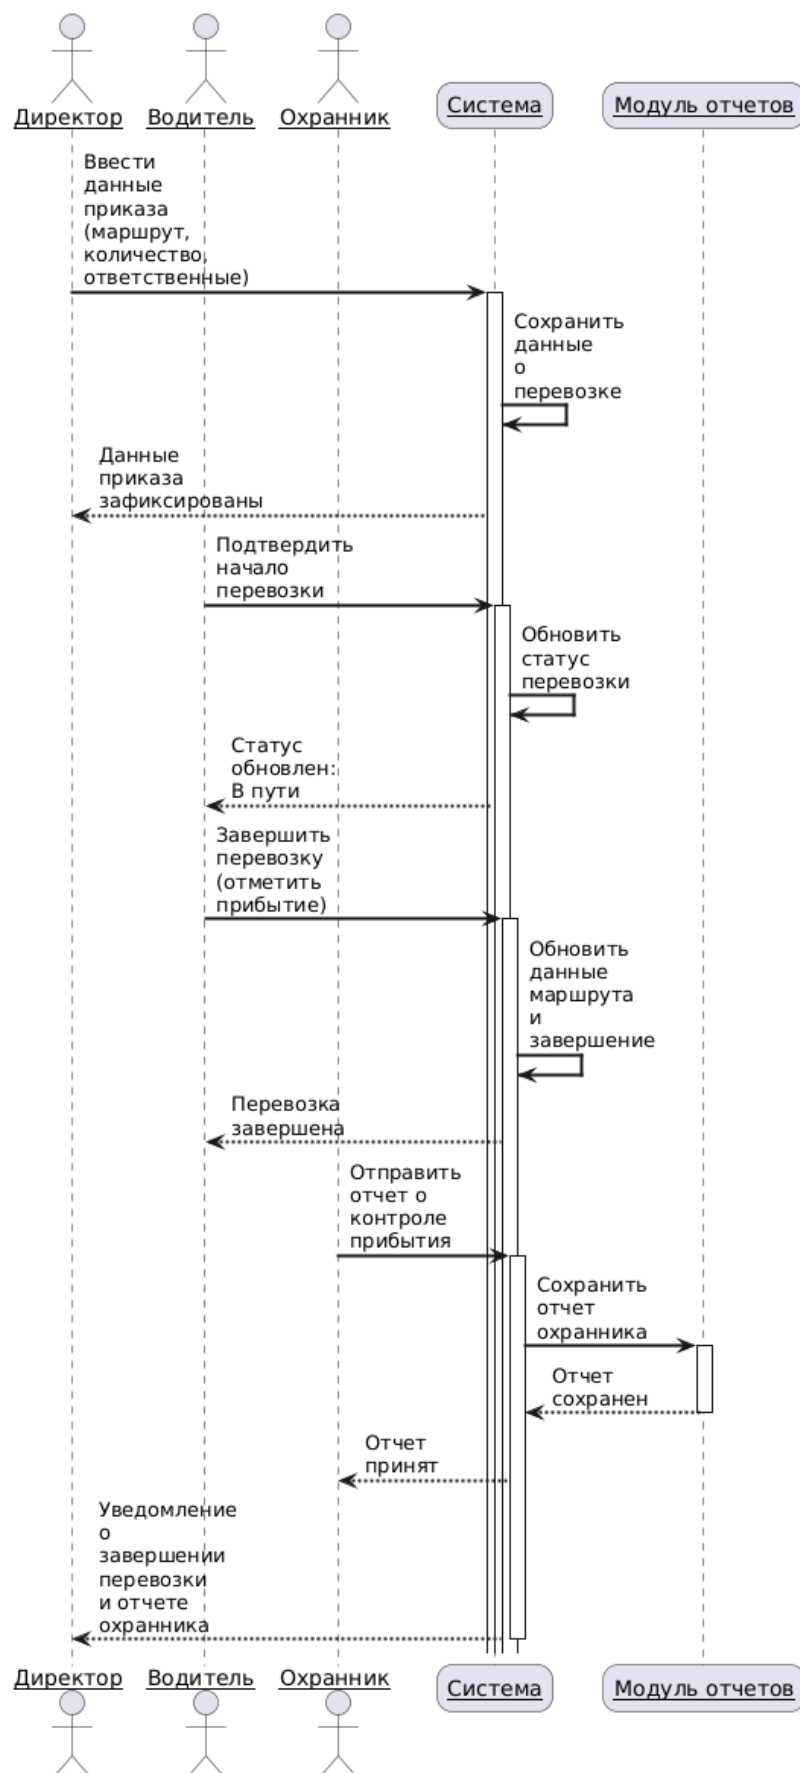 Директор Водитель Охранник Система Модуль отчетов
Ввести
данные
приказа
(маршрут,
количество,
ответственные)
Сохранить
данные
о
перевозке
Данные
приказа
зафиксированы
Подтвердить
начало
перевозки
Обновить
статус
перевозки
Статус
обновлен:
В пути
Завершить
перевозку
(отметить
прибытие)
Обновить
данные
маршрута
и
завершение
Перевозка
завершена
Отправить
отчет о
контроле
прибытия
Сохранить
отчет
охранника
Отчет
сохранен
Отчет
принят
Уведомление
о
завершении
перевозки
и отчете
охранника
Директор Водитель Охранник Система Модуль отчетов